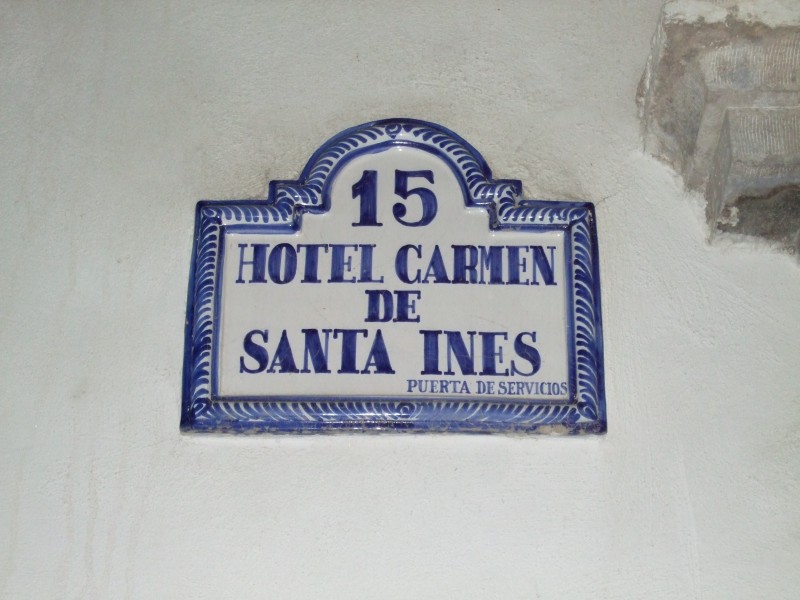 15
HOTEL CARMEN
DE
SANTA INES
PUERTA DE SERVICIOS